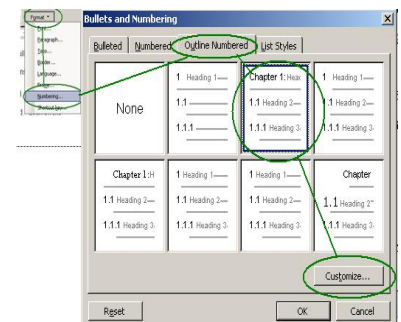 Format
Font...
Paragraph...
Tabs...
Border...
Language...
Frame...
Numbering...
Shortcut key...
Bullets and Numbering
Bulleted
Numbered
Outline Numbered
List Styles
None
1 Heading 1
1.1
1.1.1
Chapter 1: Hea
1.1 Heading 2
1.1.1 Heading 3
1 Heading 1
1.1 Heading 2
1.1.1 Heading 3
Chapter 1:H
1.1 Heading 2
1.1.1 Heading 3
1 Heading 1
1.1 Heading 2
1.1.1 Heading 3
1 Heading 1
1.1 Heading 2
1.1.1 Heading 3
Chapter
1.1 Heading 2
1.1.1 Heading 3
Customize...
Reset
OK
Cancel